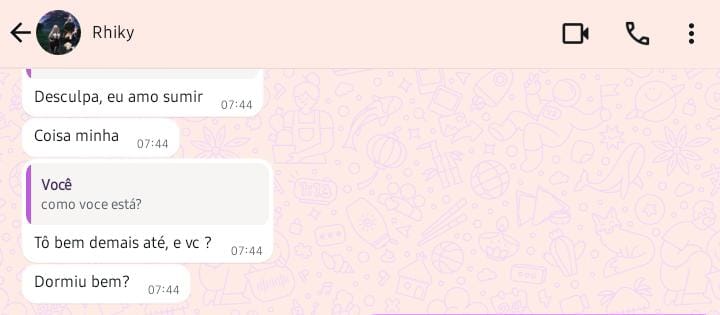 Rhiky
Desculpa, eu amo sumir 07:44
Coisa minha 07:44
Você
como voce está?
Tô bem demais até, e vc ? 07:44
Dormiu bem? 07:44